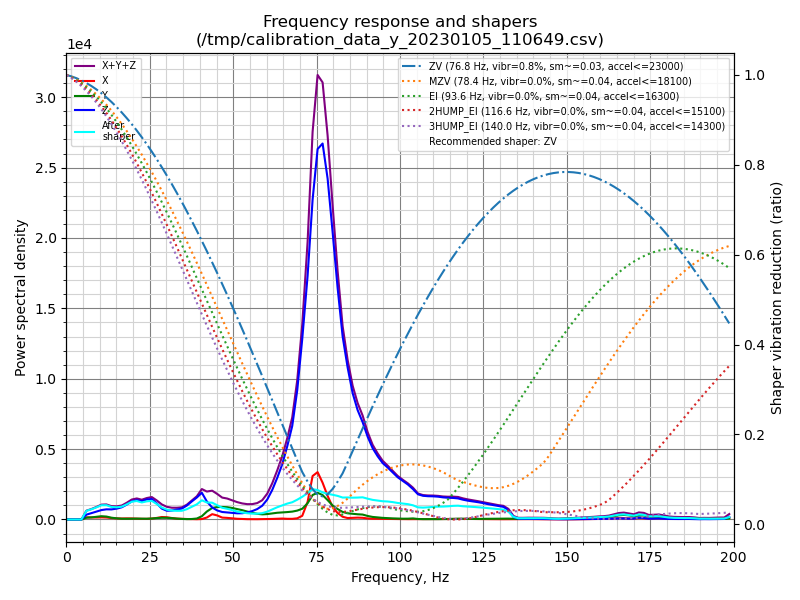 Frequency response and shapers
(/tmp/calibration_data_y_20230105_110649.csv)
1e4
X+Y+Z
X
Y
Z
After
shaper
ZV (76.8 Hz, vibr=0.8%, sm~=0.03, accel<=23000)
MZV (78.4 Hz, vibr=0.0%, sm~=0.04, accel<=18100)
EI (93.6 Hz, vibr=0.0%, sm~=0.04, accel<=16300)
2HUMP_EI (116.6 Hz, vibr=0.0%, sm~=0.04, accel<=15100)
3HUMP_EI (140.0 Hz, vibr=0.0%, sm~=0.04, accel<=14300)
Recommended shaper: ZV
Power spectral density
3.0
2.5
2.0
1.5
1.0
0.5
0.0
1.0
0.8
0.6
0.4
0.2
0.0
Shaper vibration reduction (ratio)
0 25 50 75 100 125 150 175 200
Frequency, Hz